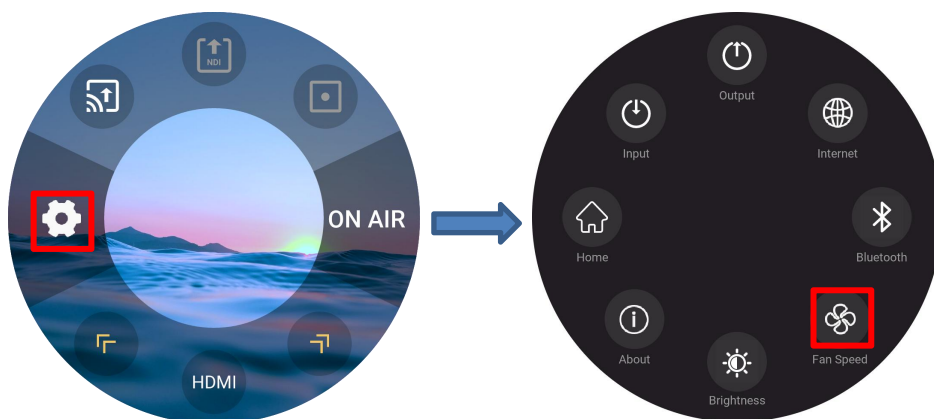 NDI
ON AIR
HDMI
Output
Input
Internet
Home
Bluetooth
About
Fan Speed
Brightness